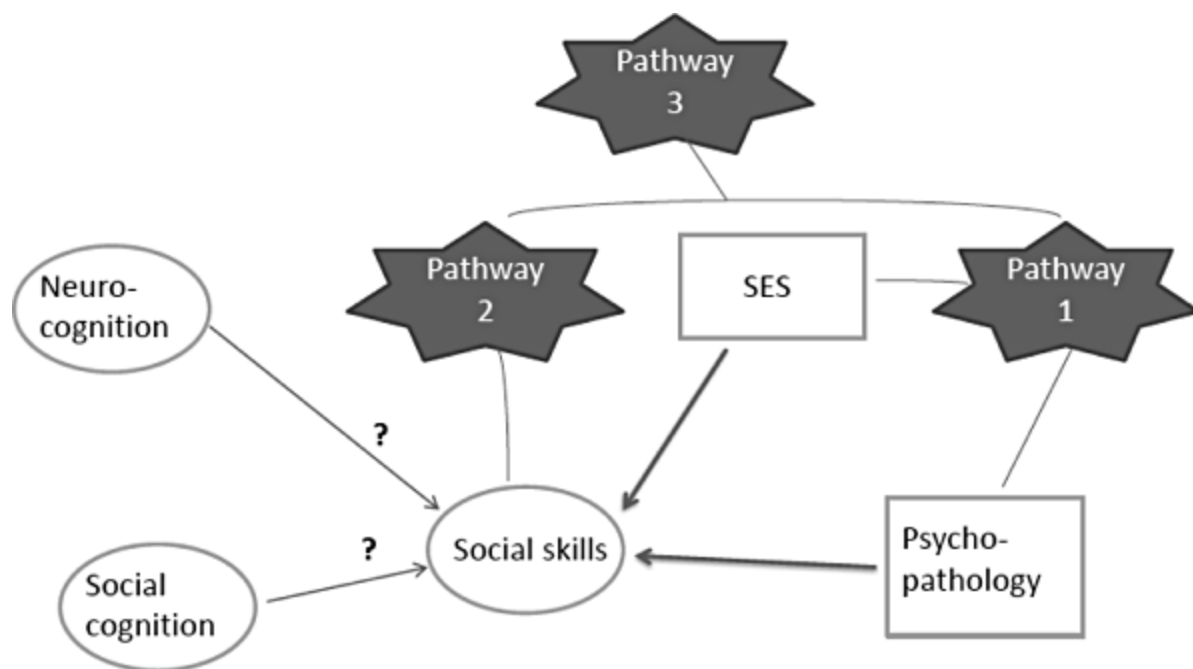 Pathway
3
Pathway
2
SES
Pathway
1
Neuro-
cognition
?
?
Social skills
Psycho-
pathology
Social
cognition